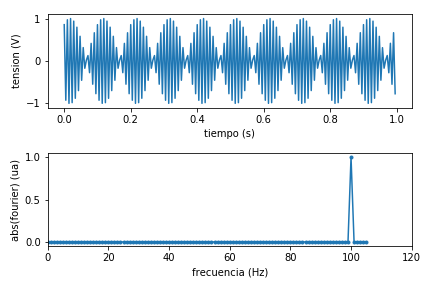 1
0
−1
tension (V)
0.0 0.2 0.4 0.6 0.8 1.0
tiempo (s)
1.0
0.5
0.0
abs(fourier) (ua)
0 20 40 60 80 100 120
frecuencia (Hz)